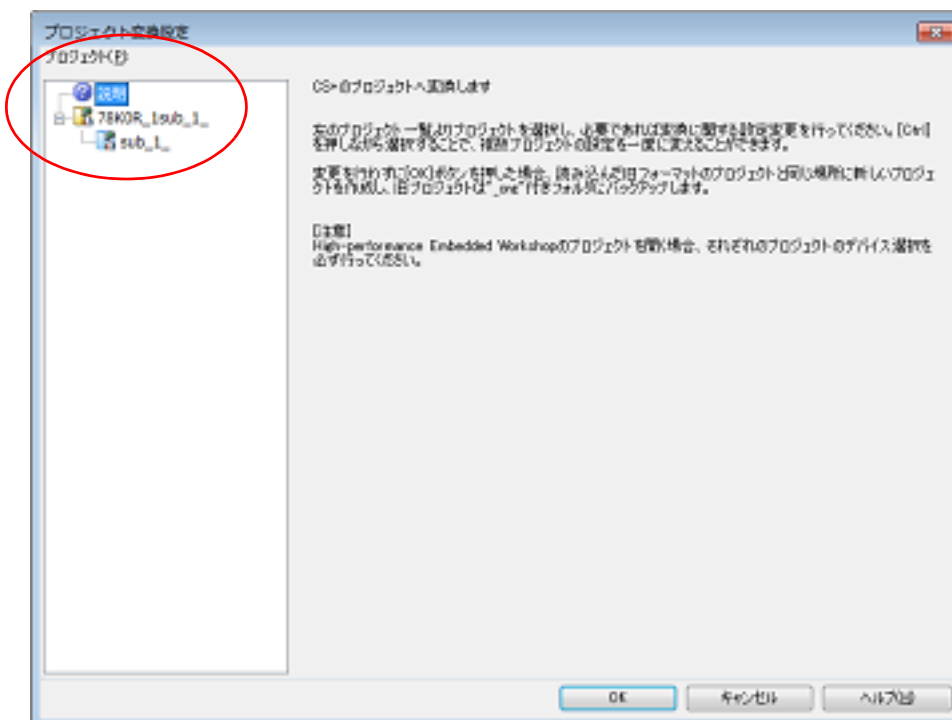 プロジェクト変換設定
プロジェクト(P):
説明
78K0R_1sub_1_
sub_1_
CS+のプロジェクトへ変換します
左のプロジェクト一覧よりプロジェクトを選択し、必要であれば変換に関する設定変更を行ってください。[Ctrl]
を押しながら選択することで、複数プロジェクトの設定を一度に変えることができます。
変更を行わずに[OK]ボタンを押した場合、読み込んだ旧フォーマットのプロジェクトと同じ場所に新しいプロジェ
クトを作成し、旧プロジェクトは"_org"付きフォルダにバックアップします。
【注意】
High-performance Embedded Workshopのプロジェクトを開く場合、それぞれのプロジェクトのデバイス選択を
必ず行ってください。
OK
キャンセル
ヘルプ(H)